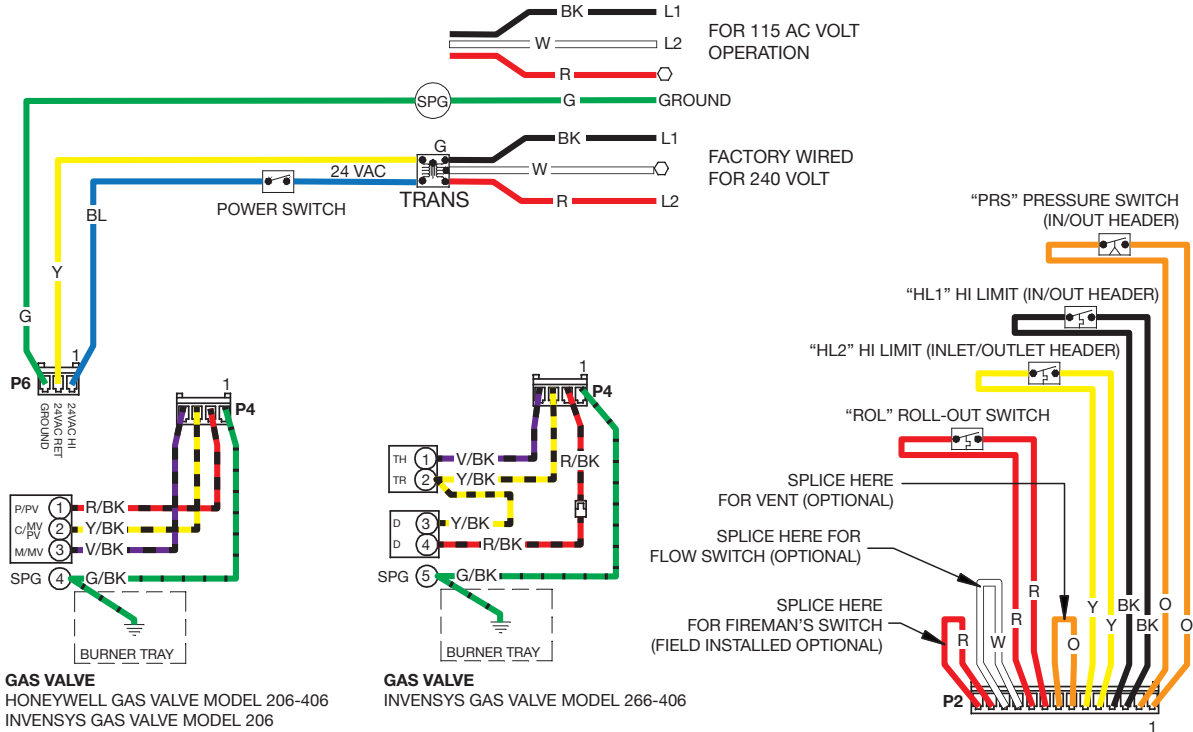 BK
L1
FOR 115 AC VOLT
OPERATION
W
L2
R
SPG
G
GROUND
BK
L1
G
24 VAC
W
FACTORY WIRED
FOR 240 VOLT
TRANS
R
L2
POWER SWITCH
BL
Y
G
1
P6
24VAC HI
24VAC RET
GROUND
1
P4
P/PV
1
R/BK
C/MV PV
2
Y/BK
M/MV
3
V/BK
SPG
4
G/BK
BURNER TRAY
GAS VALVE
HONEYWELL GAS VALVE MODEL 206-406
INVENSYS GAS VALVE MODEL 206
1
P4
TH
1
V/BK
R/BK
TR
2
Y/BK
D
3
Y/BK
D
4
R/BK
SPG
5
G/BK
BURNER TRAY
GAS VALVE
INVENSYS GAS VALVE MODEL 266-406
“PRS” PRESSURE SWITCH
(IN/OUT HEADER)
“HL1” HI LIMIT (IN/OUT HEADER)
“HL2” HI LIMIT (INLET/OUTLET HEADER)
“ROL” ROLL-OUT SWITCH
SPLICE HERE
FOR VENT (OPTIONAL)
SPLICE HERE FOR
FLOW SWITCH (OPTIONAL)
SPLICE HERE
FOR FIREMAN’S SWITCH
(FIELD INSTALLED OPTIONAL)
R
W
R
R
O
Y
Y
BK
BK
O
O
P2
1